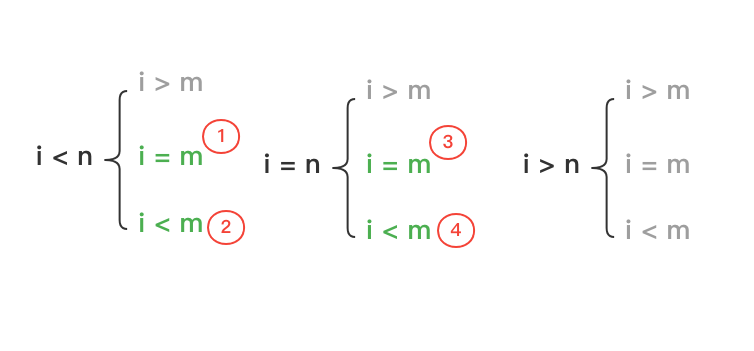 i < n
i > m
i = m 1
i < m 2
i = n
i > m
i = m 3
i < m 4
i > n
i > m
i = m
i < m